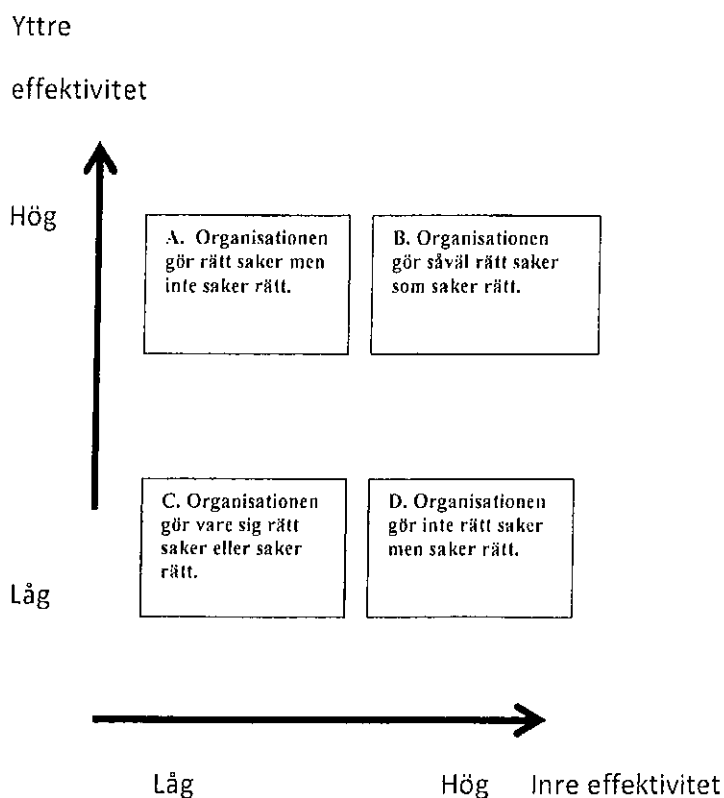 Yttre
effektivitet
Hög
A. Organisationen
gör rätt saker men
inte saker rätt.
B. Organisationen
gör såväl rätt saker
som saker rätt.
C. Organisationen
gör vare sig rätt
saker eller saker
rätt.
D. Organisationen
gör inte rätt saker
men saker rätt.
Låg
Låg
Hög
Inre effektivitet